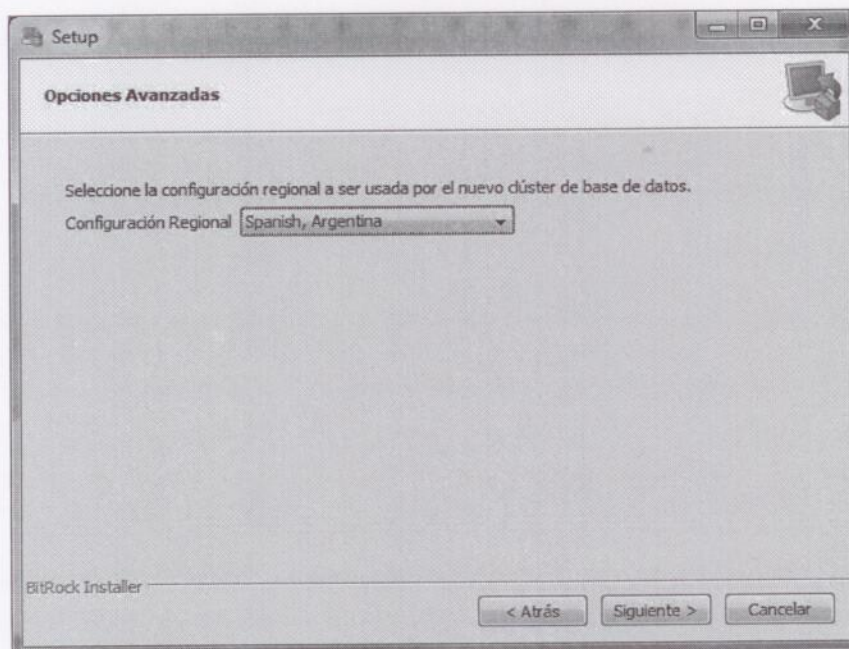 Setup
Opciones Avanzadas
Seleccione la configuración regional a ser usada por el nuevo clúster de base de datos.
Configuración Regional Spanish, Argentina
BitRock Installer
< Atrás Siguiente > Cancelar